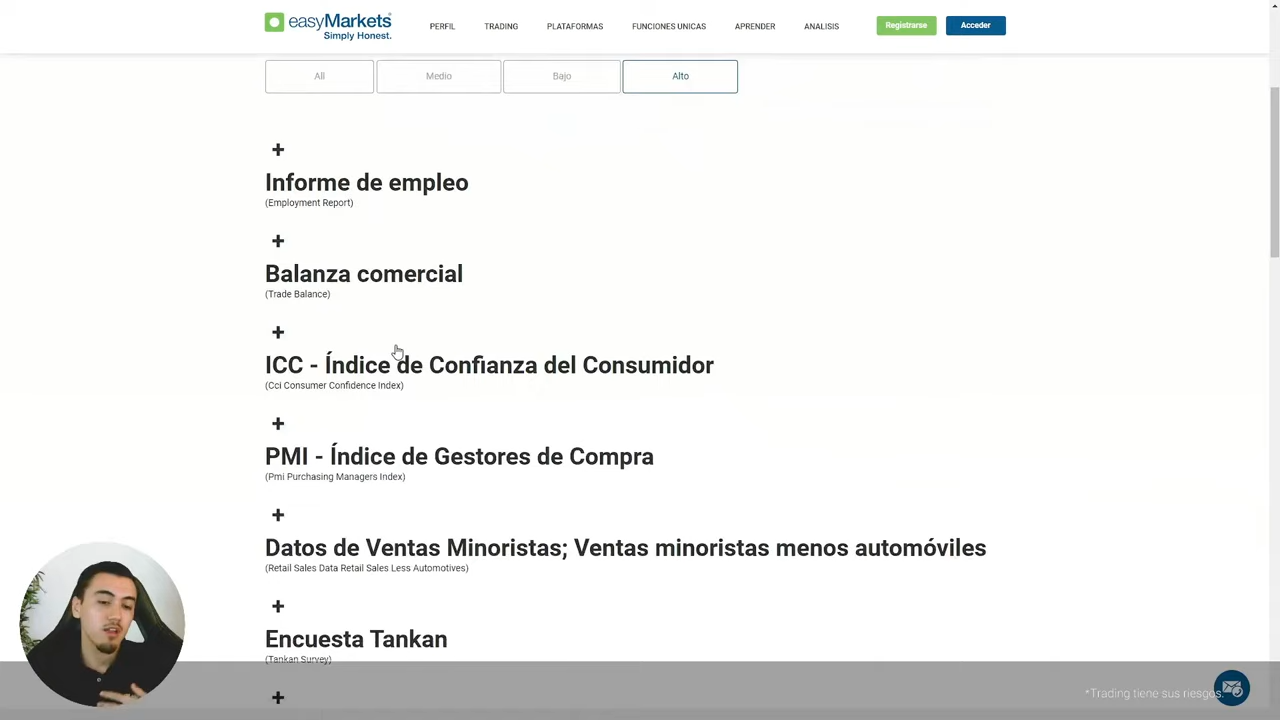 easyMarkets
Simply Honest.
PERFIL
TRADING
PLATAFORMAS
FUNCIONES UNICAS
APRENDER
ANALISIS
Registrarse
Acceder
All
Medio
Bajo
Alto
+
Informe de empleo
(Employment Report)
+
Balanza comercial
(Trade Balance)
+
ICC - Índice de Confianza del Consumidor
(Cci Consumer Confidence Index)
+
PMI - Índice de Gestores de Compra
(Pmi Purchasing Managers Index)
+
Datos de Ventas Minoristas; Ventas minoristas menos automóviles
(Retail Sales Data Retail Sales Less Automotives)
+
Encuesta Tankan
(Tankan Survey)
+
*Trading tiene sus riesgos.